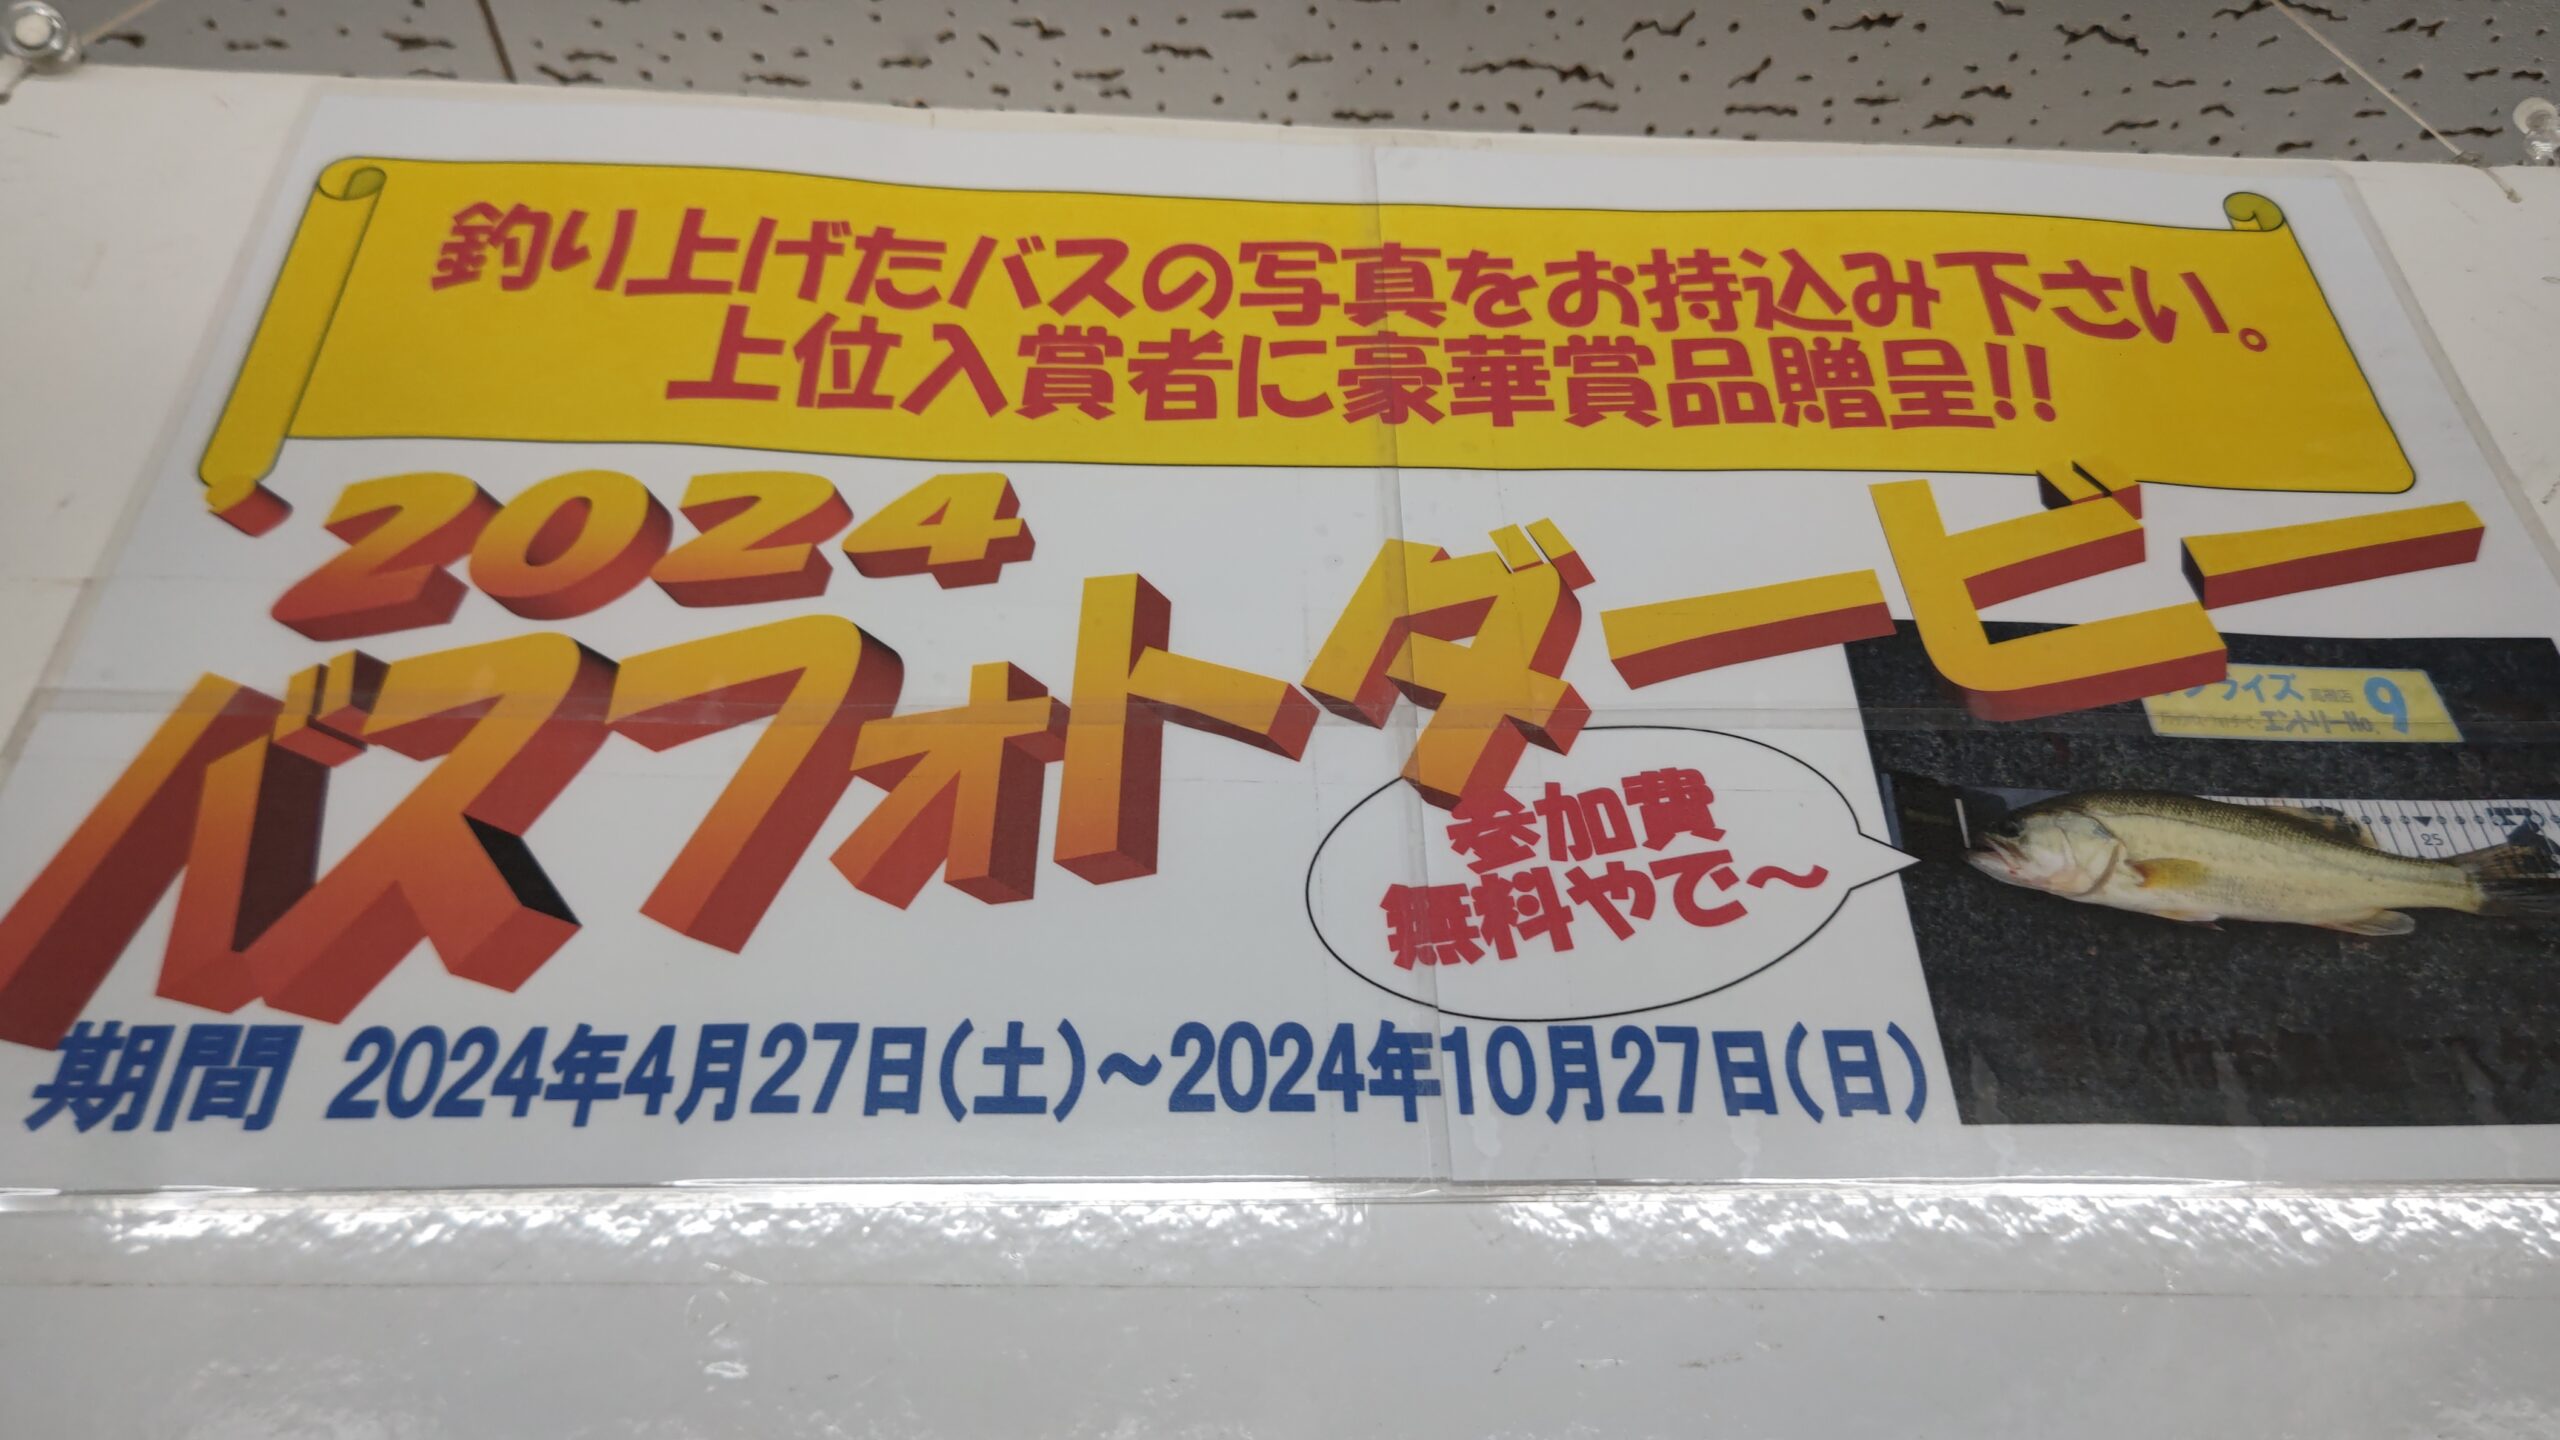 釣り上げたバスの写真をお持込み下さい。
上位入賞者に豪華賞品贈呈!!
'2024
バスフォトダービー
参加費
無料やで～
期間 2024年4月27日(土)～2024年10月27日(日)
ライズ
エントリーNo. 9
25